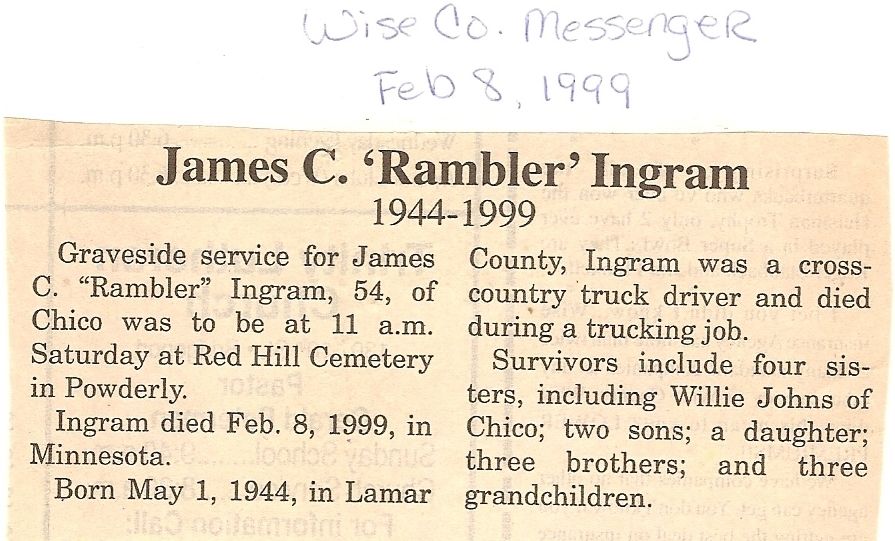 Wise Co. Messenger
Feb 8, 1999
James C. ‘Rambler’ Ingram
1944-1999
Graveside service for James
C. “Rambler” Ingram, 54, of
Chico was to be at 11 a.m.
Saturday at Red Hill Cemetery
in Powderly.
Ingram died Feb. 8, 1999, in
Minnesota.
Born May 1, 1944, in Lamar
County, Ingram was a cross-
country truck driver and died
during a trucking job.
Survivors include four sis-
ters, including Willie Johns of
Chico; two sons; a daughter;
three brothers; and three
grandchildren.